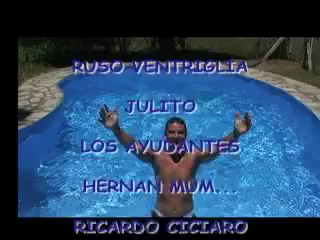 RUSO VENTRIGLIA
JULITO
LOS AYUDANTES
HERNAN MUM...
RICARDO CICIARO